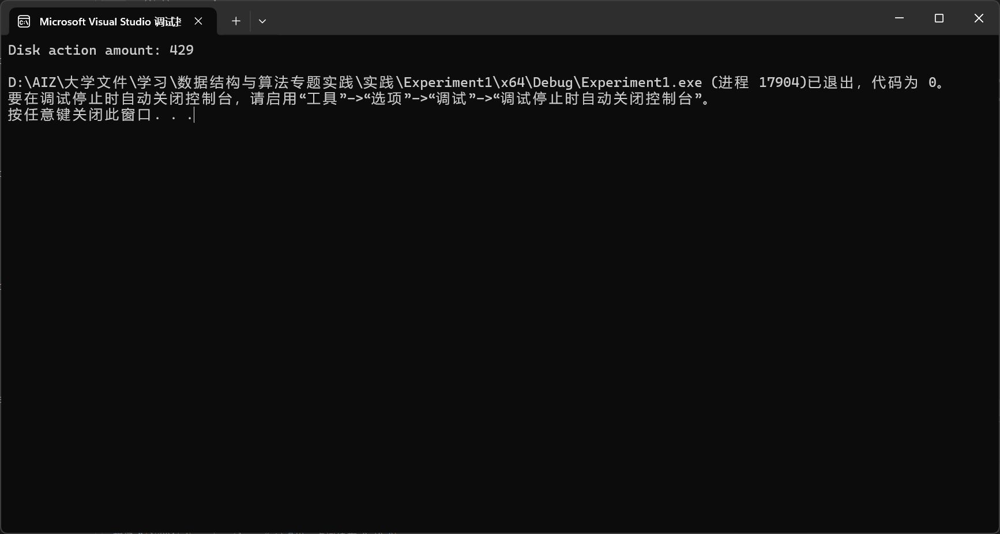 Microsoft Visual Studio 调试
Disk action amount: 429
D:\AIZ\大学文件\学习\数据结构与算法专题实践\实践\Experiment1\x64\Debug\Experiment1.exe (进程 17904)已退出，代码为 0。
要在调试停止时自动关闭控制台，请启用“工具”->“选项”->“调试”->“调试停止时自动关闭控制台”。
按任意键关闭此窗口. . .